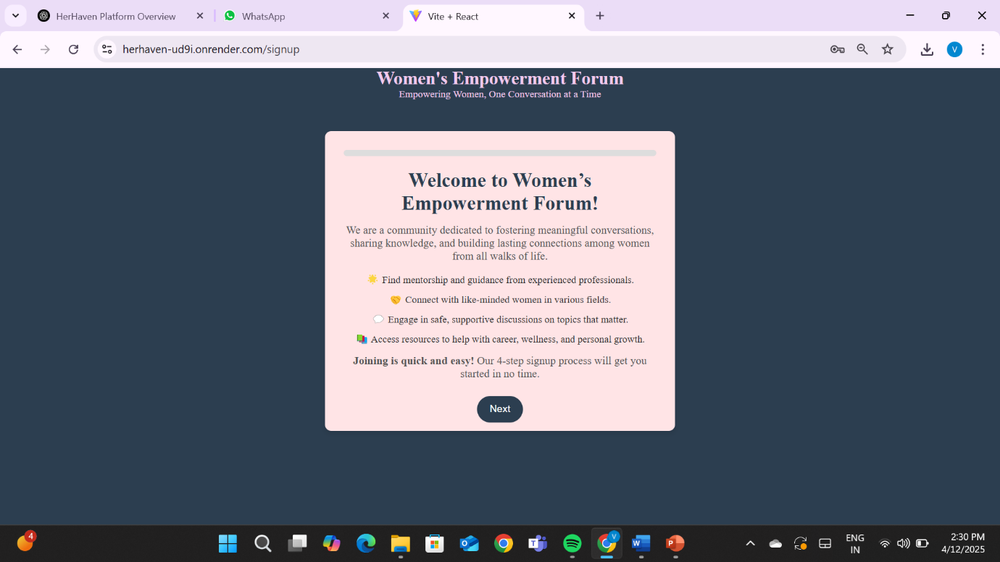 HerHaven Platform Overview
WhatsApp
Vite + React
herhaven-ud9i.onrender.com/signup
V
Women's Empowerment Forum
Empowering Women, One Conversation at a Time
Welcome to Women’s
Empowerment Forum!
We are a community dedicated to fostering meaningful conversations,
sharing knowledge, and building lasting connections among women
from all walks of life.
🌟 Find mentorship and guidance from experienced professionals.
🤝 Connect with like-minded women in various fields.
💬 Engage in safe, supportive discussions on topics that matter.
📚 Access resources to help with career, wellness, and personal growth.
Joining is quick and easy! Our 4-step signup process will get you
started in no time.
Next
4
V
ENG
IN
2:30 PM
4/12/2025